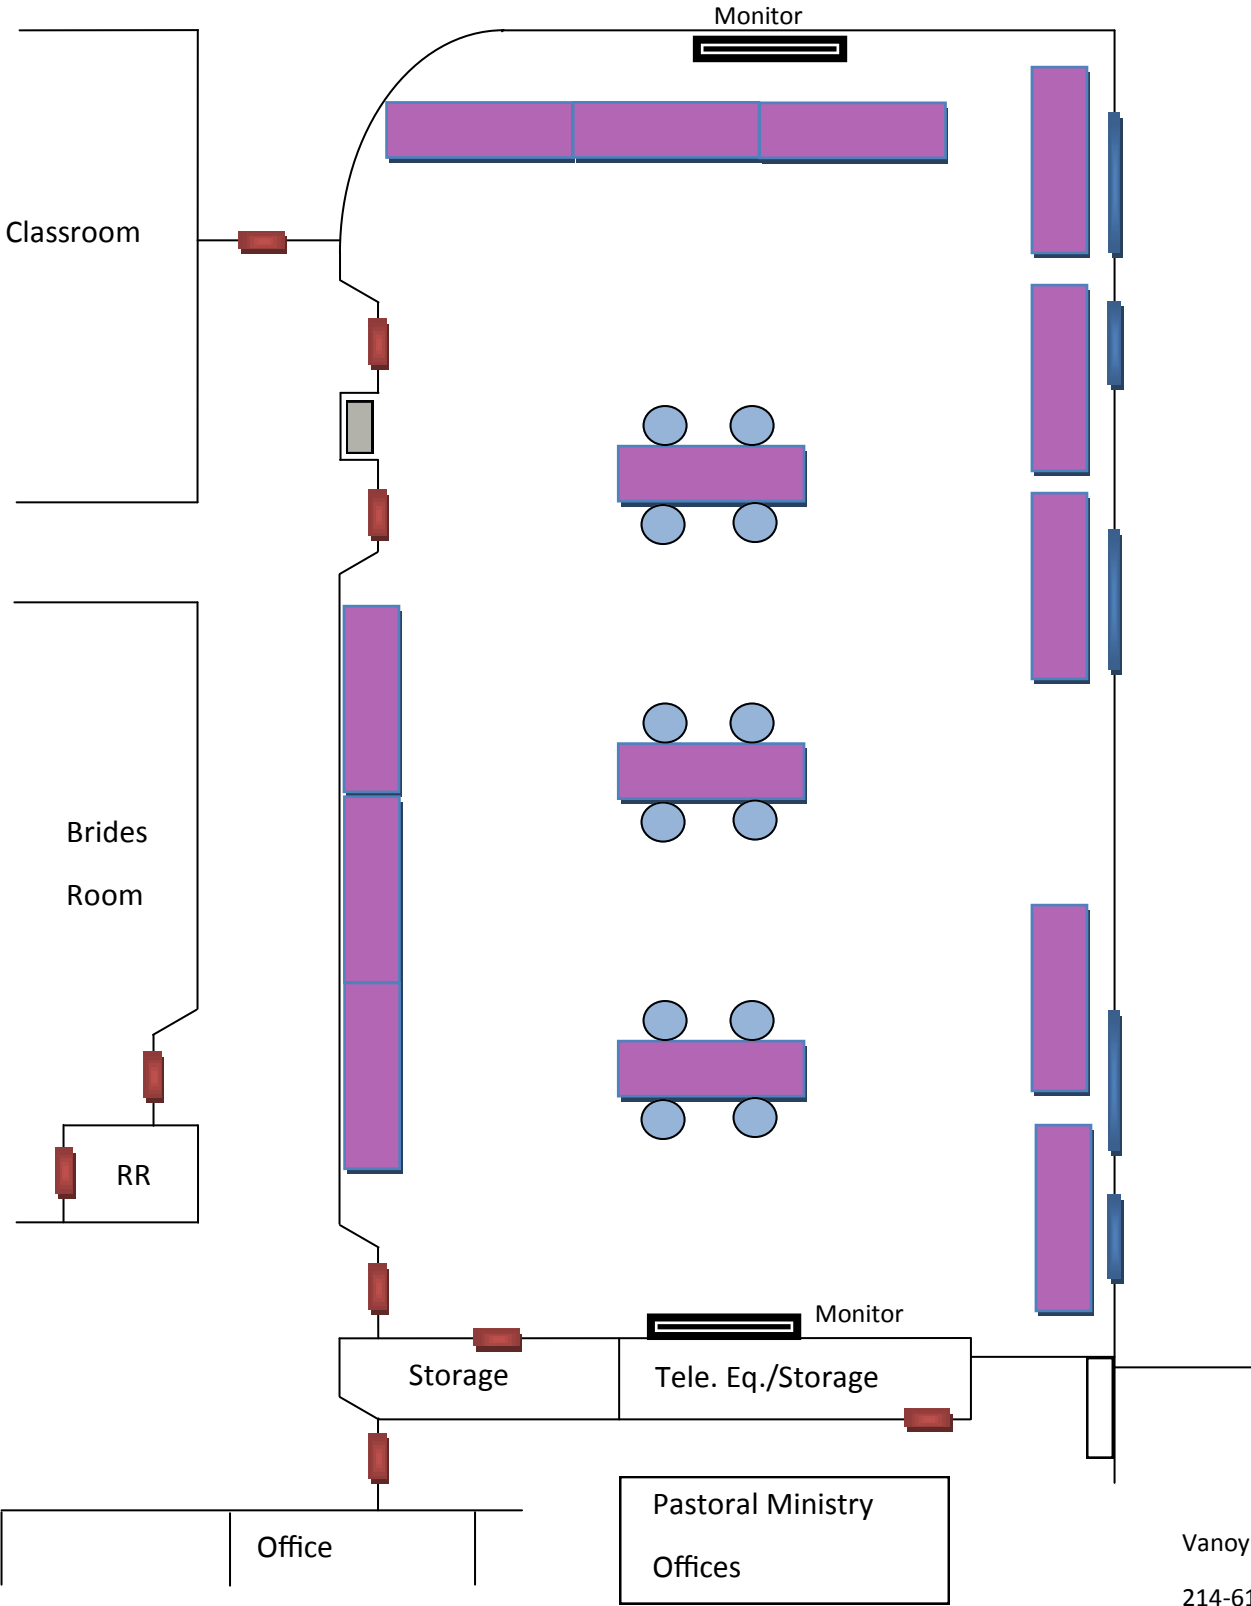 Monitor
Classroom
Brides
Room
RR
Monitor
Storage
Tele. Eq./Storage
Pastoral Ministry
Offices
Office
Vanoy
214-61